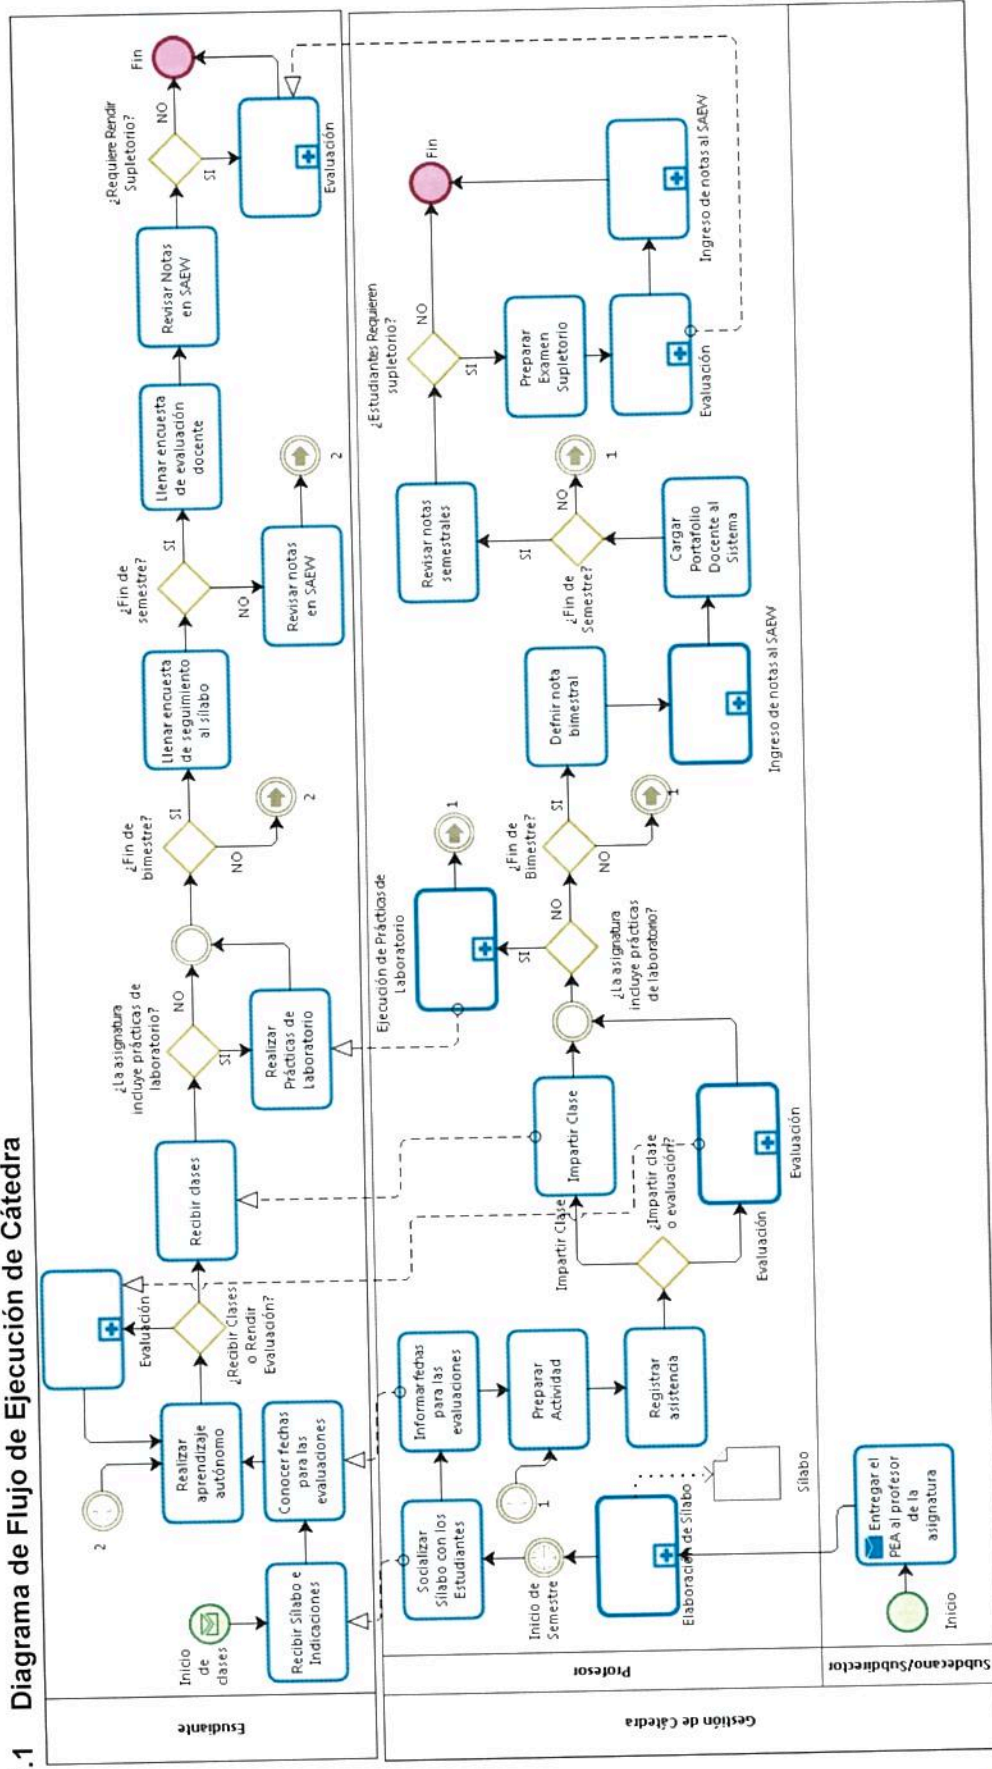 .1 Diagrama de Flujo de Ejecución de Cátedra
Esudiante
Inicio
de
clases
Recibir Sílabo e
Indicaciones
Conocer fechas
para las
evaluaciones
2
Realizar
aprendizaje
autónomo
Evaluación
¿Recibir Clases
o Rendir
Evaluación?
Recibir clases
¿La asignatura
incluye prácticas de
laboratorio?
NO
SI
Realizar
Prácticas de
Laboratorio
¿Fin de
bimestre?
SI
NO
2
Llenar encuesta
de seguimiento
al sílabo
¿Fin de
semestre?
SI
NO
Revisar notas
en SAEW
2
Llenar encuesta
de evaluación
docente
Revisar Notas
en SAEW
¿Requiere Rendir
Supletorio?
NO
SI
Fin
Evaluación
Gestión de Cátedra
Profesor
Socializar
Sílabo con los
Estudiantes
Inicio de
Semestre
Elaboración de Sílabo
Sílabo
Informar fechas
para las
evaluaciones
1
Preparar
Actividad
Registrar
asistencia
¿Impartir clase
o evaluación?
Impartir Clase
Evaluación
Impartir Clase
Evaluación
¿La asignatura
incluye prácticas
de laboratorio?
SI
NO
Ejecución de Prácticas de
Laboratorio
1
¿Fin de
Bimestre?
SI
NO
1
Defnir nota
bimestral
Ingreso de notas al SAEW
Cargar
Portafolio
Docente al
Sistema
¿Fin de
Semestre?
SI
NO
1
Revisar notas
semestrales
¿Estudiantes Requieren
supletorio?
NO
SI
Fin
Preparar
Examen
Supletorio
Evaluación
Ingreso de notas al SAEW
Subdecano/Subdirector
Inicio
Entregar el
PEA al profesor
de la
asignatura